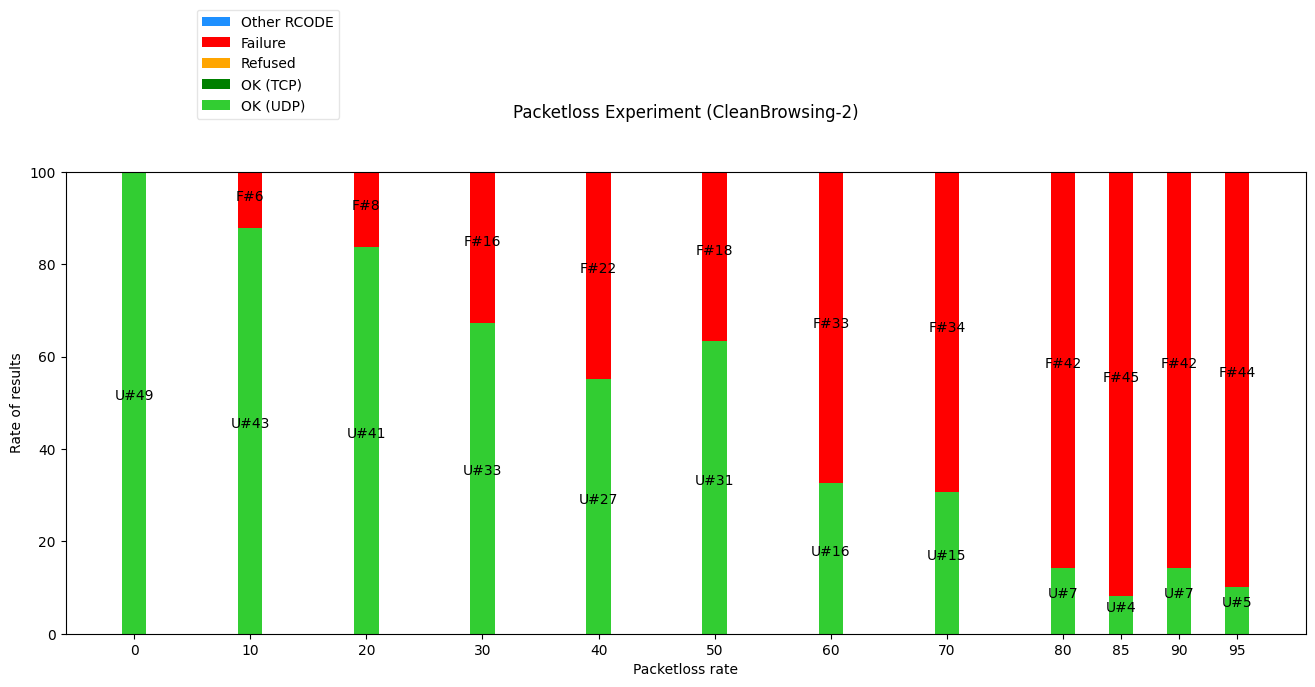 Other RCODE
Failure
Refused
OK (TCP)
OK (UDP)
Packetloss Experiment (CleanBrowsing-2)
100
80
60
40
20
0
Rate of results
F#6
F#8
F#16
F#22
F#18
F#33
F#34
F#42
F#45
F#42
F#44
U#49
U#43
U#41
U#33
U#27
U#31
U#16
U#15
U#7
U#4
U#7
U#5
0 10 20 30 40 50 60 70 80 85 90 95
Packetloss rate